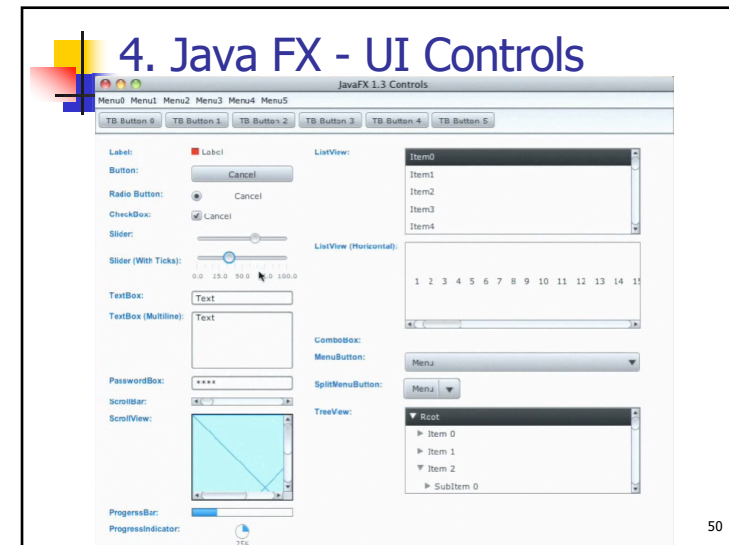 4. Java FX - UI Controls
JavaFX 1.3 Controls
Menu0 Menu1 Menu2 Menu3 Menu4 Menu5
TB Button 0 TB Button 1 TB Button 2 TB Button 3 TB Button 4 TB Button 5
Label: Label
Button: Cancel
Radio Button: Cancel
CheckBox: Cancel
Slider:
Slider (With Ticks):
0.0 25.0 50.0 100.0
TextBox: Text
TextBox (Multiline): Text
PasswordBox: ****
ScrollBar:
ScrollView:
ProgerssBar:
ProgressIndicator:
25%
ListView:
Item0
Item1
Item2
Item3
Item4
ListView (Horizontal):
1 2 3 4 5 6 7 8 9 10 11 12 13 14
ComboBox:
MenuButton: Menu
SplitMenuButton: Menu
TreeView:
Root
Item 0
Item 1
Item 2
SubItem 0
50